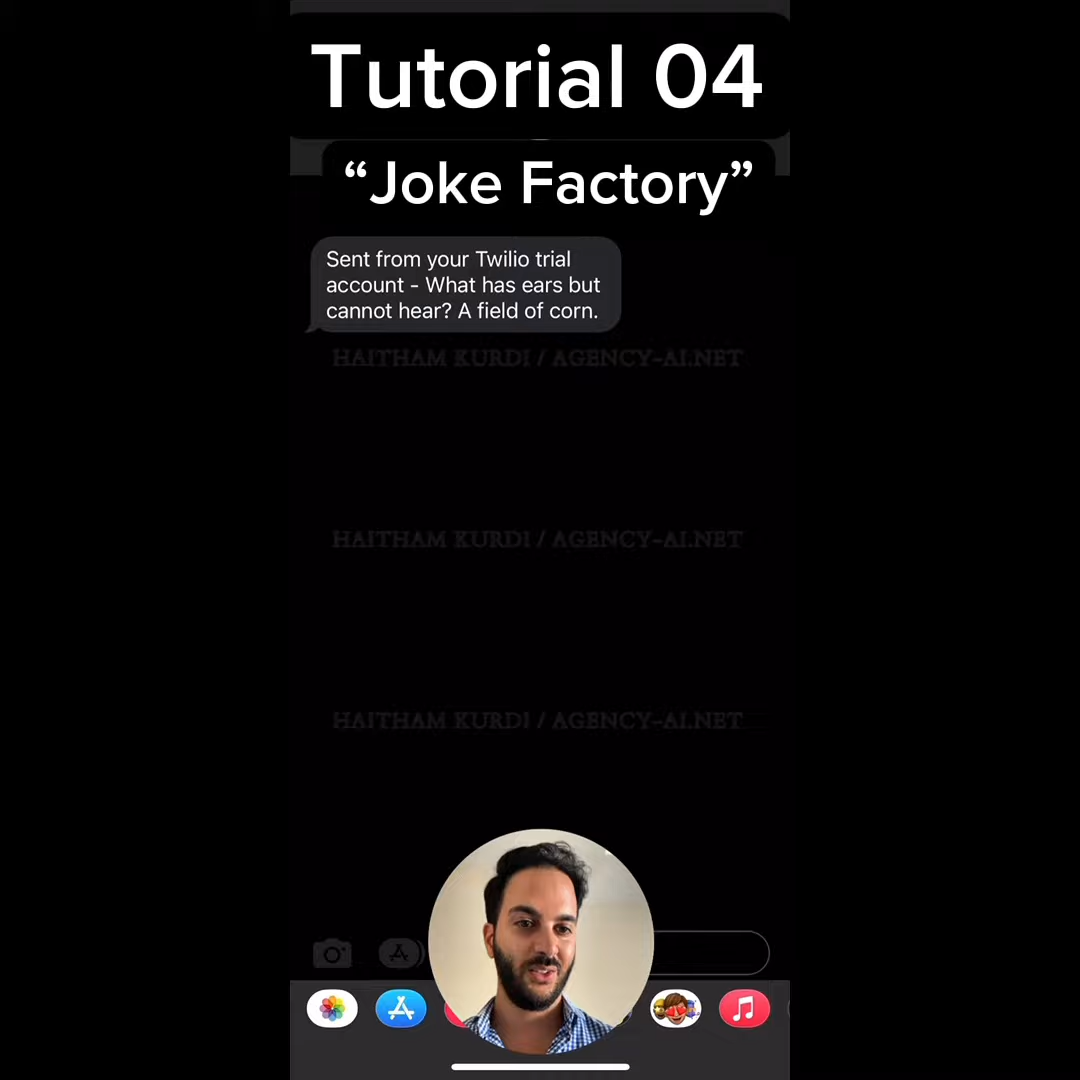 Tutorial 04
“Joke Factory”
Sent from your Twilio trial
account - What has ears but
cannot hear? A field of corn.
HAITHAM KURDI / AGENCY-AI.NET
HAITHAM KURDI / AGENCY-AI.NET
HAITHAM KURDI / AGENCY-AI.NET